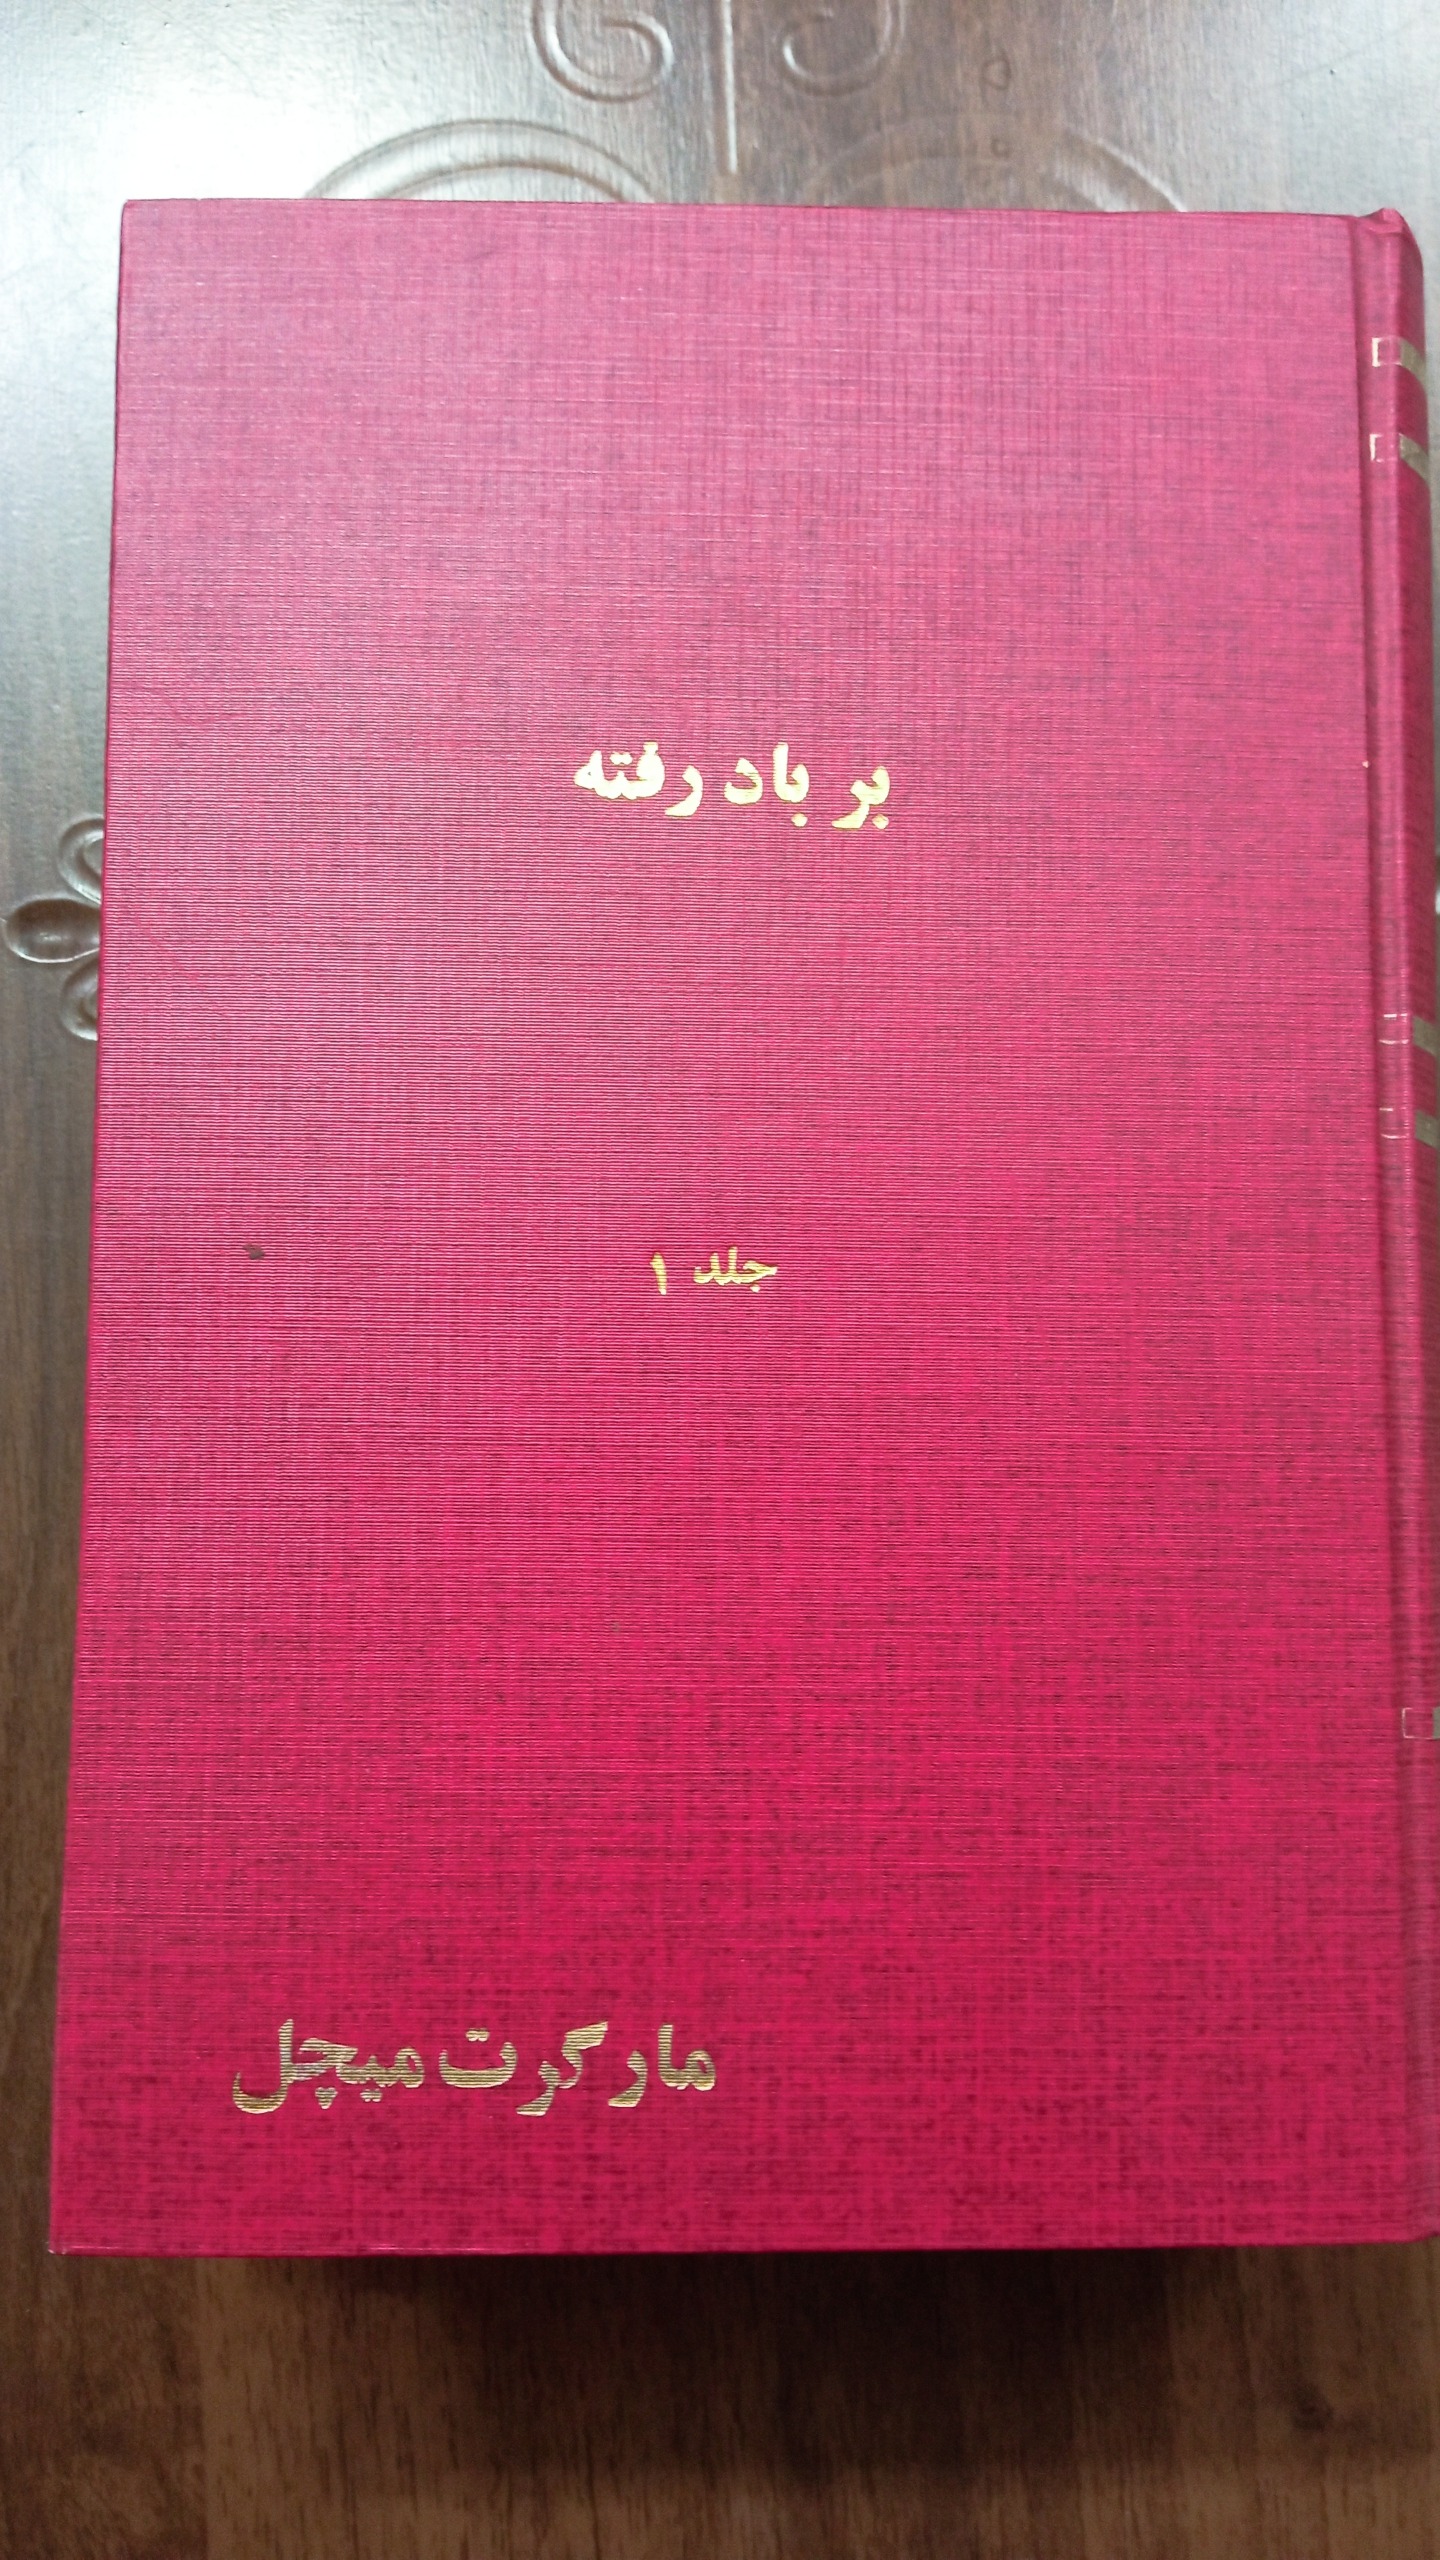 بر باد رفته
جلد ۱
مارگرت میچل